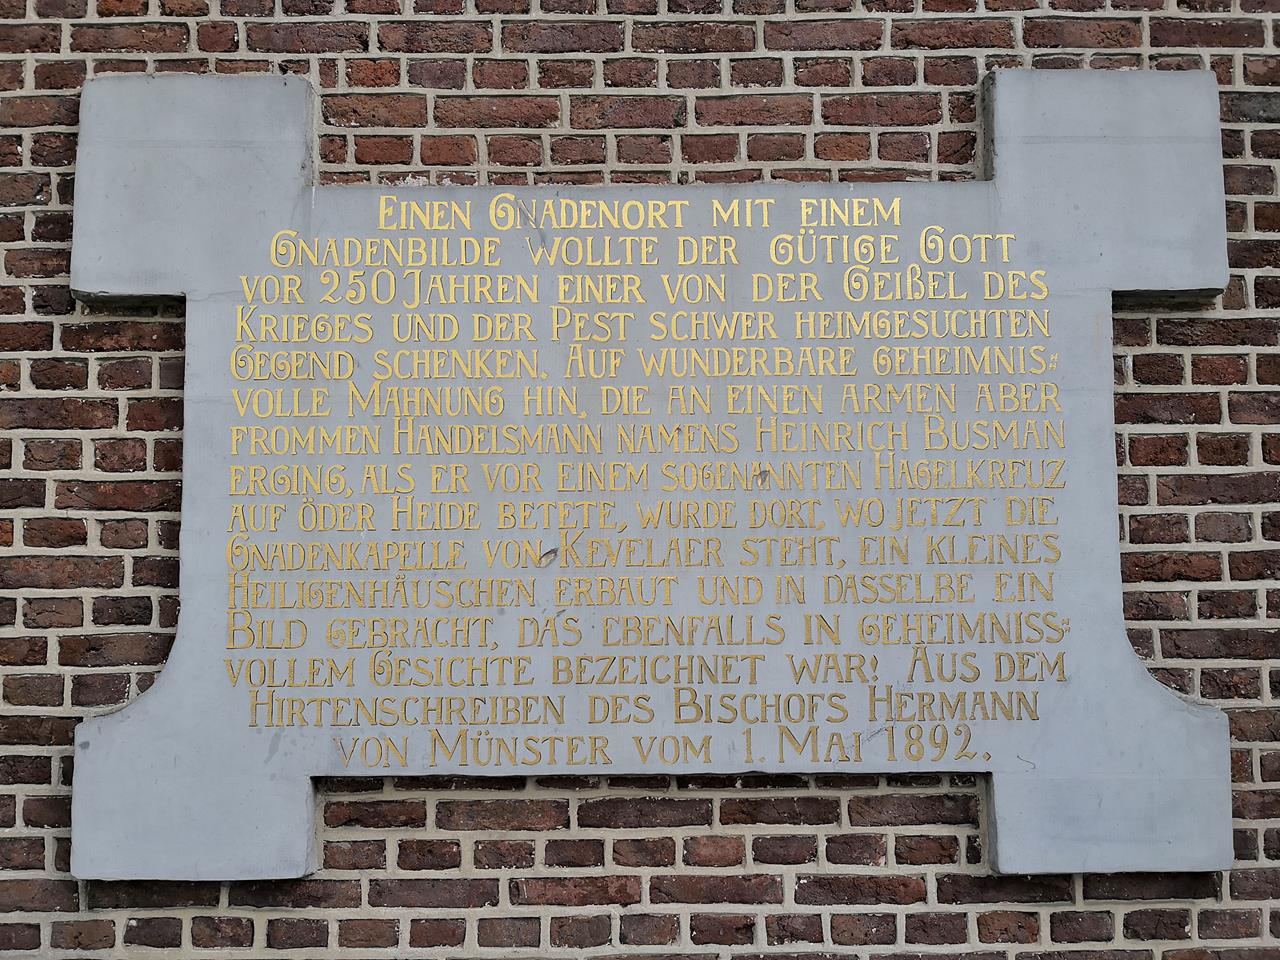 EINEN GNADENORT MIT EINEM
GNADENBILDE WOLLTE DER GÜTIGE GOTT
VOR 250 JAHREN EINER VON DER GEIßEL DES
KRIEGES UND DER PEST SCHWER HEIMGESUCHTEN
GEGEND SCHENKEN. AUF WUNDERBARE GEHEIMNIS=
VOLLE MAHNUNG HIN, DIE AN EINEN ARMEN ABER
FROMMEN HANDELSMANN NAMENS HEINRICH BUSMAN
ERGING, ALS ER VOR EINEM SOGENANNTEN HAGELKREUZ
AUF ÖDER HEIDE BETETE, WURDE DORT, WO JETZT DIE
GNADENKAPELLE VON KEVELAER STEHT, EIN KLEINES
HEILIGENHÄUSCHEN ERBAUT UND IN DASSELBE EIN
BILD GEBRACHT, DAS EBENFALLS IN GEHEIMNISS=
VOLLEM GESICHTE BEZEICHNET WAR! AUS DEM
HIRTENSCHREIBEN DES BISCHOFS HERMANN
VON MÜNSTER VOM 1. MAI 1892.